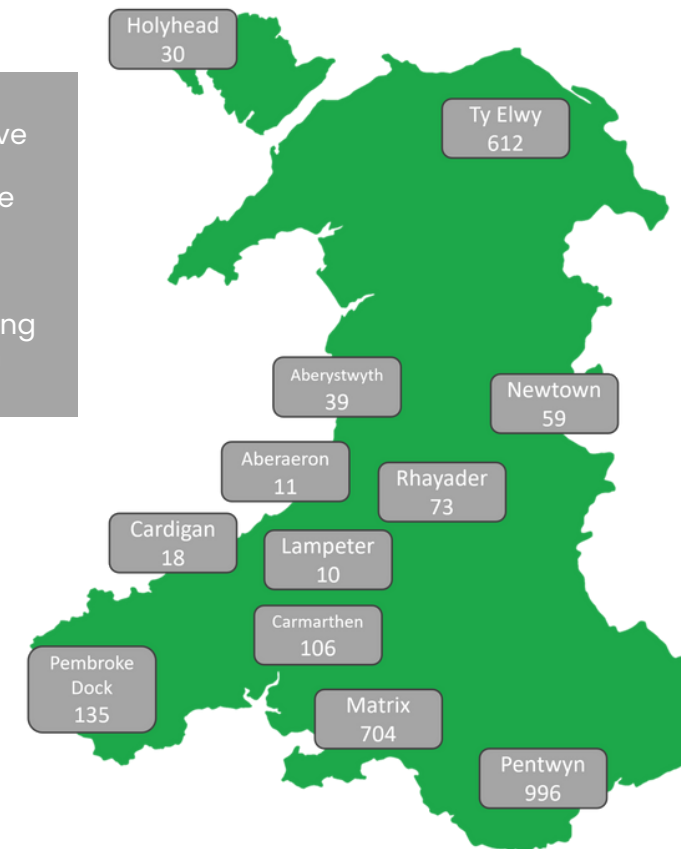 Holyhead
30
Ty Elwy
612
Aberystwyth
39
Newtown
59
Aberaeron
11
Rhayader
73
Cardigan
18
Lampeter
10
Carmarthen
106
Pembroke
Dock
135
Matrix
704
Pentwyn
996